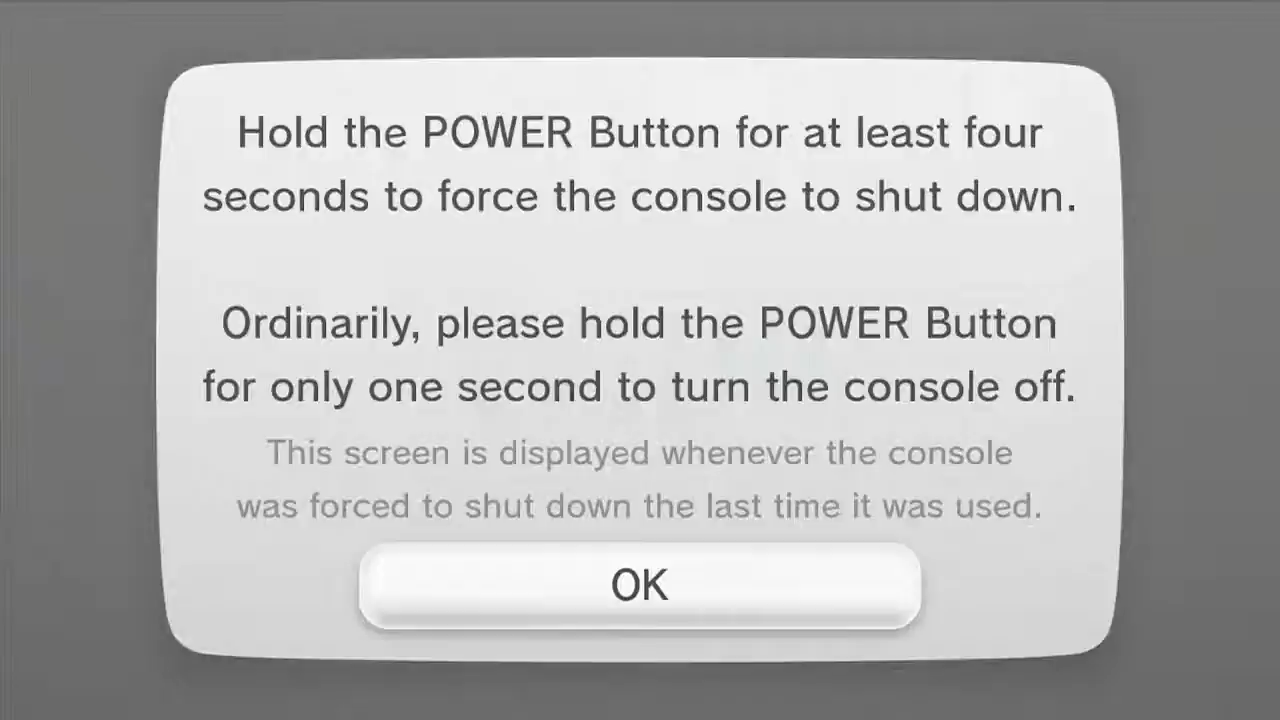 Hold the POWER Button for at least four
seconds to force the console to shut down.
Ordinarily, please hold the POWER Button
for only one second to turn the console off.
This screen is displayed whenever the console
was forced to shut down the last time it was used.
OK